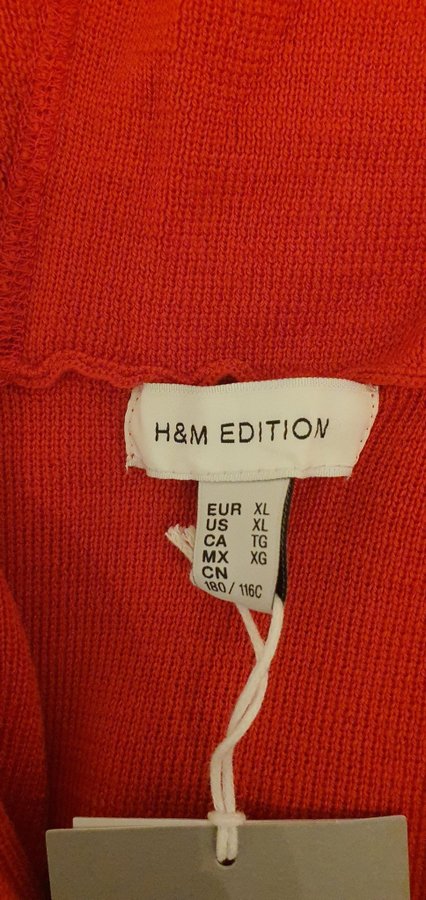 H&M EDITION
EUR XL
US XL
CA TG
MX XG
CN
180 / 116C